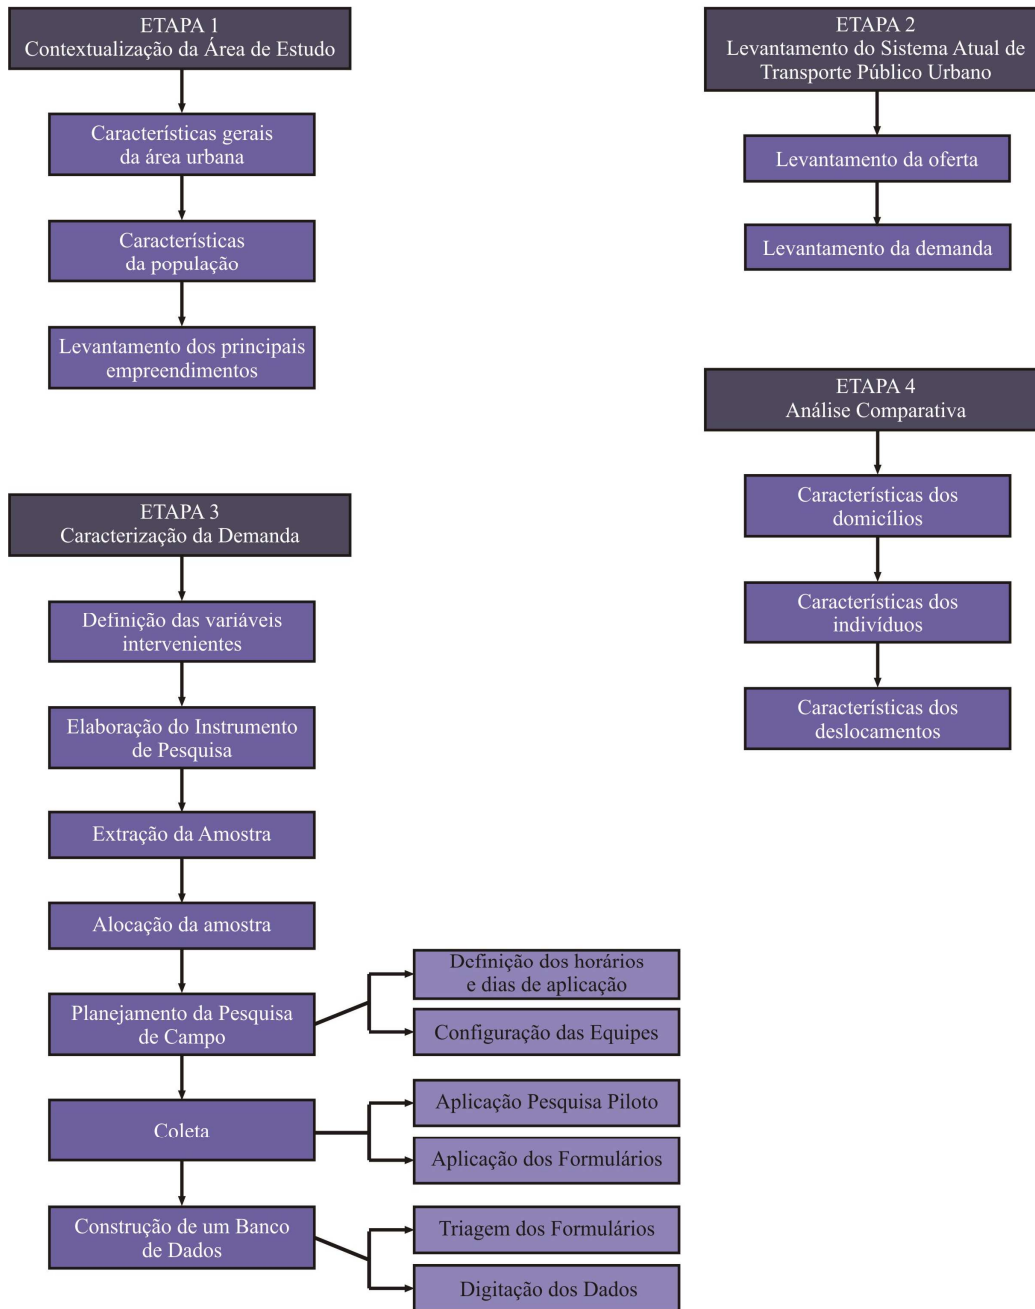 ETAPA 1
Contextualização da Área de Estudo
Características gerais
da área urbana
Características
da população
Levantamento dos principais
empreendimentos
ETAPA 2
Levantamento do Sistema Atual de
Transporte Público Urbano
Levantamento da oferta
Levantamento da demanda
ETAPA 3
Caracterização da Demanda
Definição das variáveis
intervenientes
Elaboração do Instrumento
de Pesquisa
Extração da Amostra
Alocação da amostra
Planejamento da Pesquisa
de Campo
Definição dos horários
e dias de aplicação
Configuração das Equipes
Coleta
Aplicação Pesquisa Piloto
Aplicação dos Formulários
Construção de um Banco
de Dados
Triagem dos Formulários
Digitação dos Dados
ETAPA 4
Análise Comparativa
Características dos
domicílios
Características dos
indivíduos
Características dos
deslocamentos